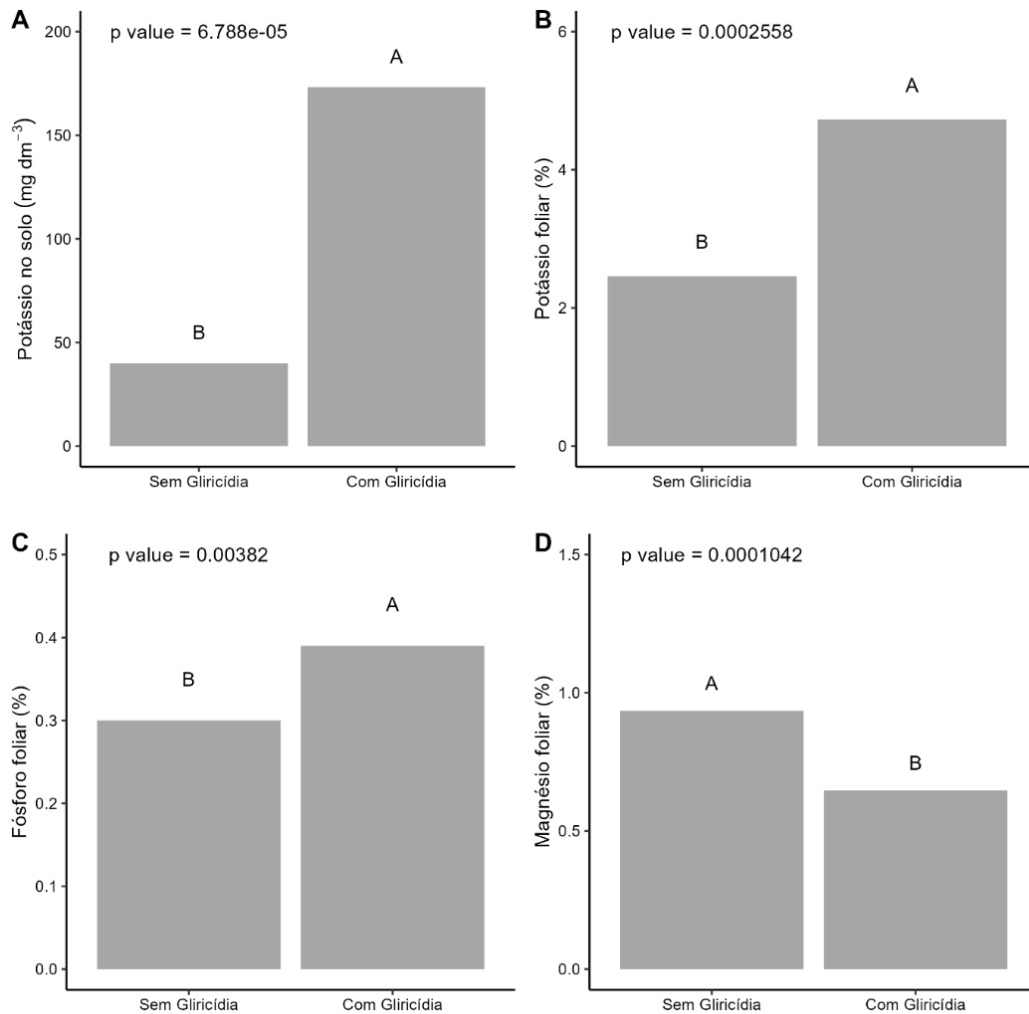 A
p value = 6.788e-05
Potássio no solo (mg dm⁻³)
200
150
100
50
0
B
A
Sem Gliricídia
Com Gliricídia
B
p value = 0.0002558
Potássio foliar (%)
6
4
2
0
B
A
Sem Gliricídia
Com Gliricídia
C
p value = 0.00382
Fósforo foliar (%)
0.5
0.4
0.3
0.2
0.1
0.0
B
A
Sem Gliricídia
Com Gliricídia
D
p value = 0.0001042
Magnésio foliar (%)
1.5
1.0
0.5
0.0
A
B
Sem Gliricídia
Com Gliricídia